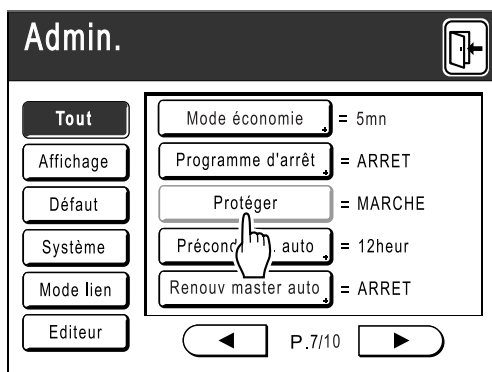 Admin.
Tout
Affichage
Défaut
Système
Mode lien
Editeur
Mode économie = 5mn
Programme d'arrêt = ARRET
Protéger = MARCHE
auto = 12heur
Renouv master auto = ARRET
P.7/10